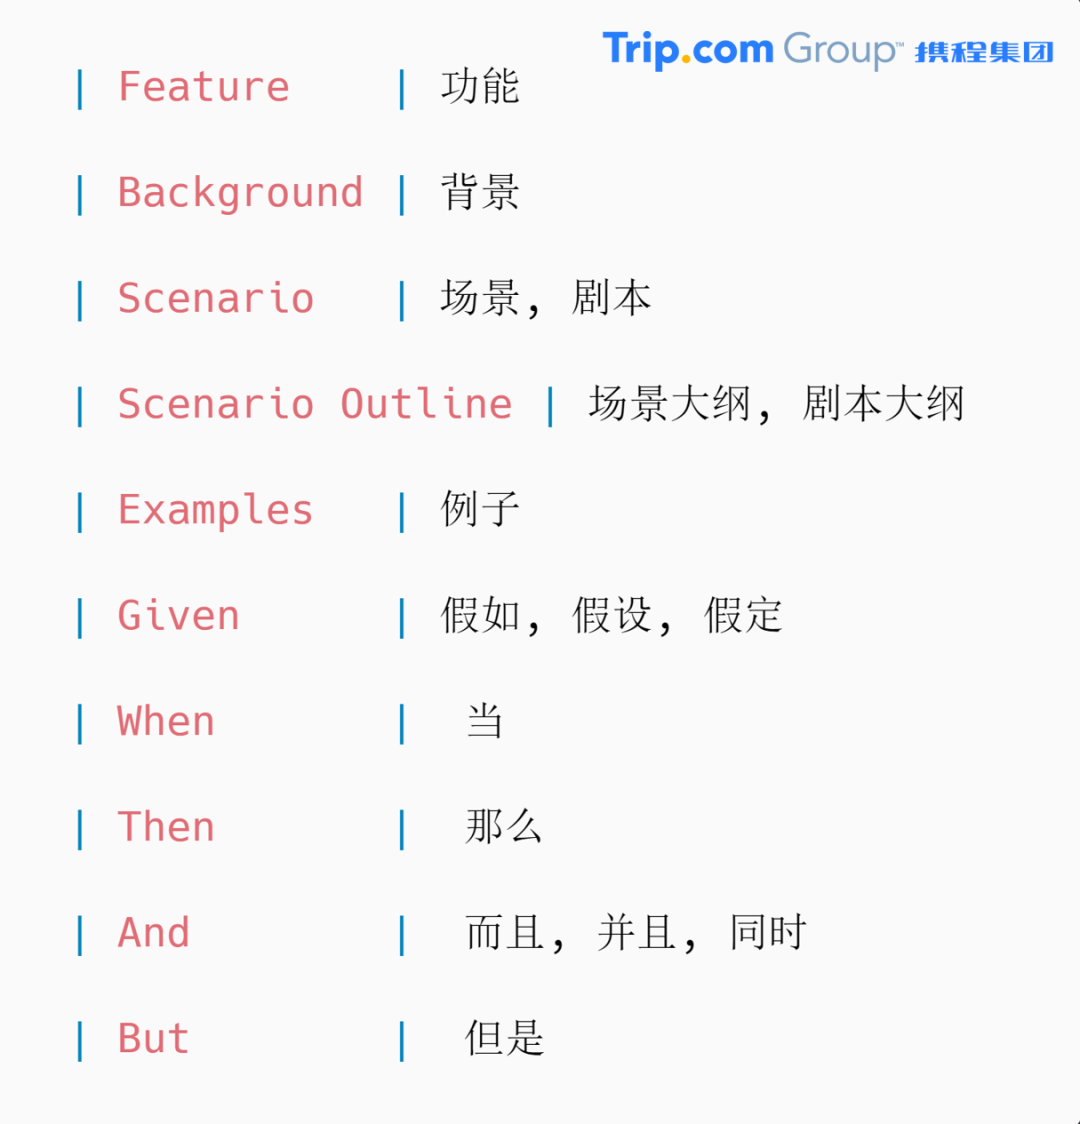 Trip.com Group™ 携程集团
| Feature | 功能
| Background | 背景
| Scenario | 场景, 剧本
| Scenario Outline | 场景大纲, 剧本大纲
| Examples | 例子
| Given | 假如, 假设, 假定
| When | 当
| Then | 那么
| And | 而且, 并且, 同时
| But | 但是